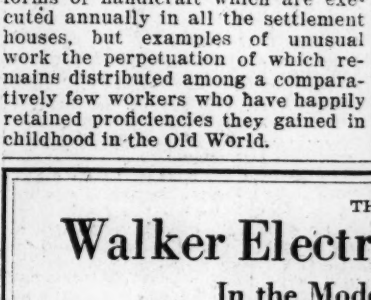 forms of handicraft which are exe-
cuted annually in all the settlement
houses, but examples of unusual
work the perpetuation of which re-
mains distributed among a compara-
tively few workers who have happily
retained proficiencies they gained in
childhood in the Old World.
TH
Walker Electr
In the Mode